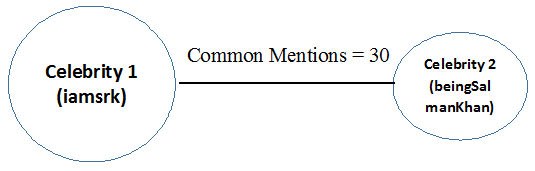 Celebrity 1
(iamsrk)
Common Mentions = 30
Celebrity 2
(beingSal
manKhan)